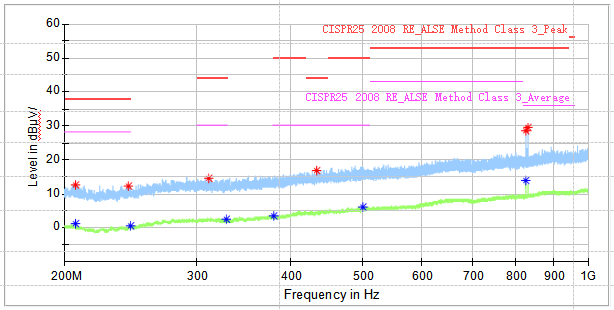 60
CISPR25 2008 RE_ALSE Method Class 3_Peak
50
40
CISPR25 2008 RE_ALSE Method Class 3_Average
30
20
10
0
Level in dBµV/
200M 300 400 500 600 800 900 1G
Frequency in Hz